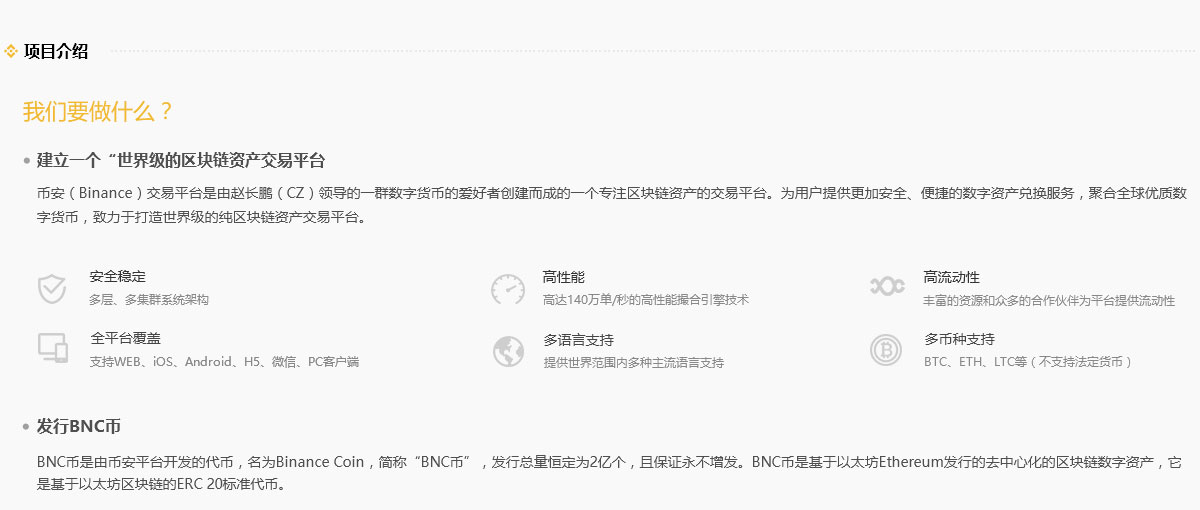 项目介绍
我们要做什么？
建立一个“世界级的区块链资产交易平台
币安（Binance）交易平台是由赵长鹏（CZ）领导的一群数字货币的爱好者创建而成的一个专注区块链资产的交易平台。为用户提供更加安全、便捷的数字资产兑换服务，聚合全球优质数
字货币，致力于打造世界级的纯区块链资产交易平台。
安全稳定
多层、多集群系统架构
高性能
高达140万单/秒的高性能撮合引擎技术
高流动性
丰富的资源和众多的合作伙伴为平台提供流动性
全平台覆盖
支持WEB、iOS、Android、H5、微信、PC客户端
多语言支持
提供世界范围内多种主流语言支持
多币种支持
BTC、ETH、LTC等（不支持法定货币）
发行BNC币
BNC币是由币安平台开发的代币，名为Binance Coin，简称“BNC币”，发行总量恒定为2亿个，且保证永不增发。BNC币是基于以太坊Ethereum发行的去中心化的区块链数字资产，它
是基于以太坊区块链的ERC 20标准代币。